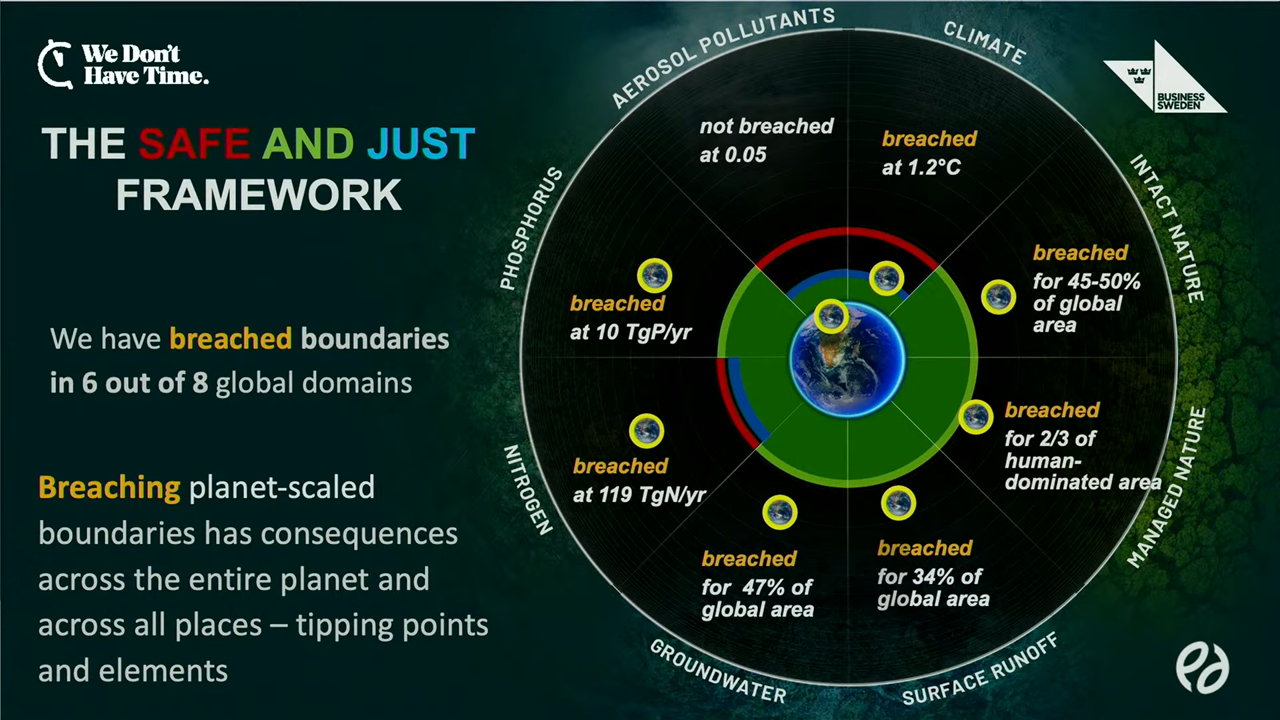 We Don't
Have Time.
THE SAFE AND JUST
FRAMEWORK
We have breached boundaries
in 6 out of 8 global domains
Breaching planet-scaled
boundaries has consequences
across the entire planet and
across all places – tipping points
and elements
AEROSOL POLLUTANTS
CLIMATE
INTACT NATURE
MANAGED NATURE
SURFACE RUNOFF
GROUNDWATER
NITROGEN
PHOSPHORUS
not breached
at 0.05
breached
at 1.2°C
breached
for 45-50%
of global
area
breached
for 2/3 of
human-
dominated area
breached
for 34% of
global area
breached
for 47% of
global area
breached
at 119 TgN/yr
breached
at 10 TgP/yr
BUSINESS
SWEDEN